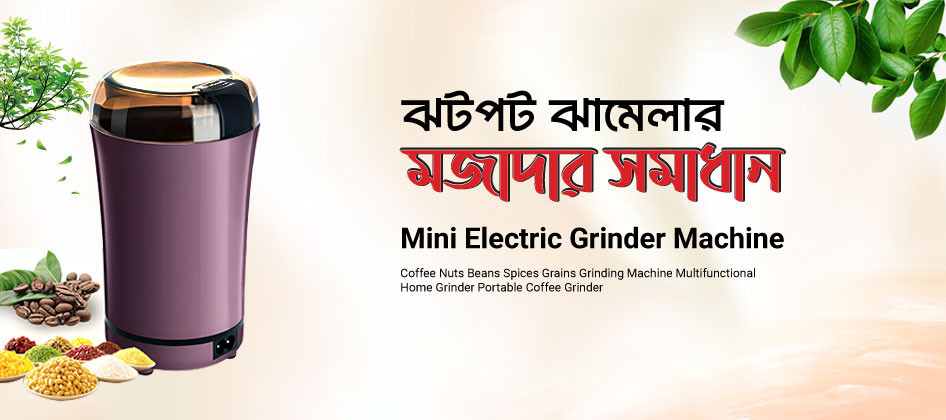 ঝটপট ঝামেলার
মজাদার সমাধান
Mini Electric Grinder Machine
Coffee Nuts Beans Spices Grains Grinding Machine Multifunctional
Home Grinder Portable Coffee Grinder